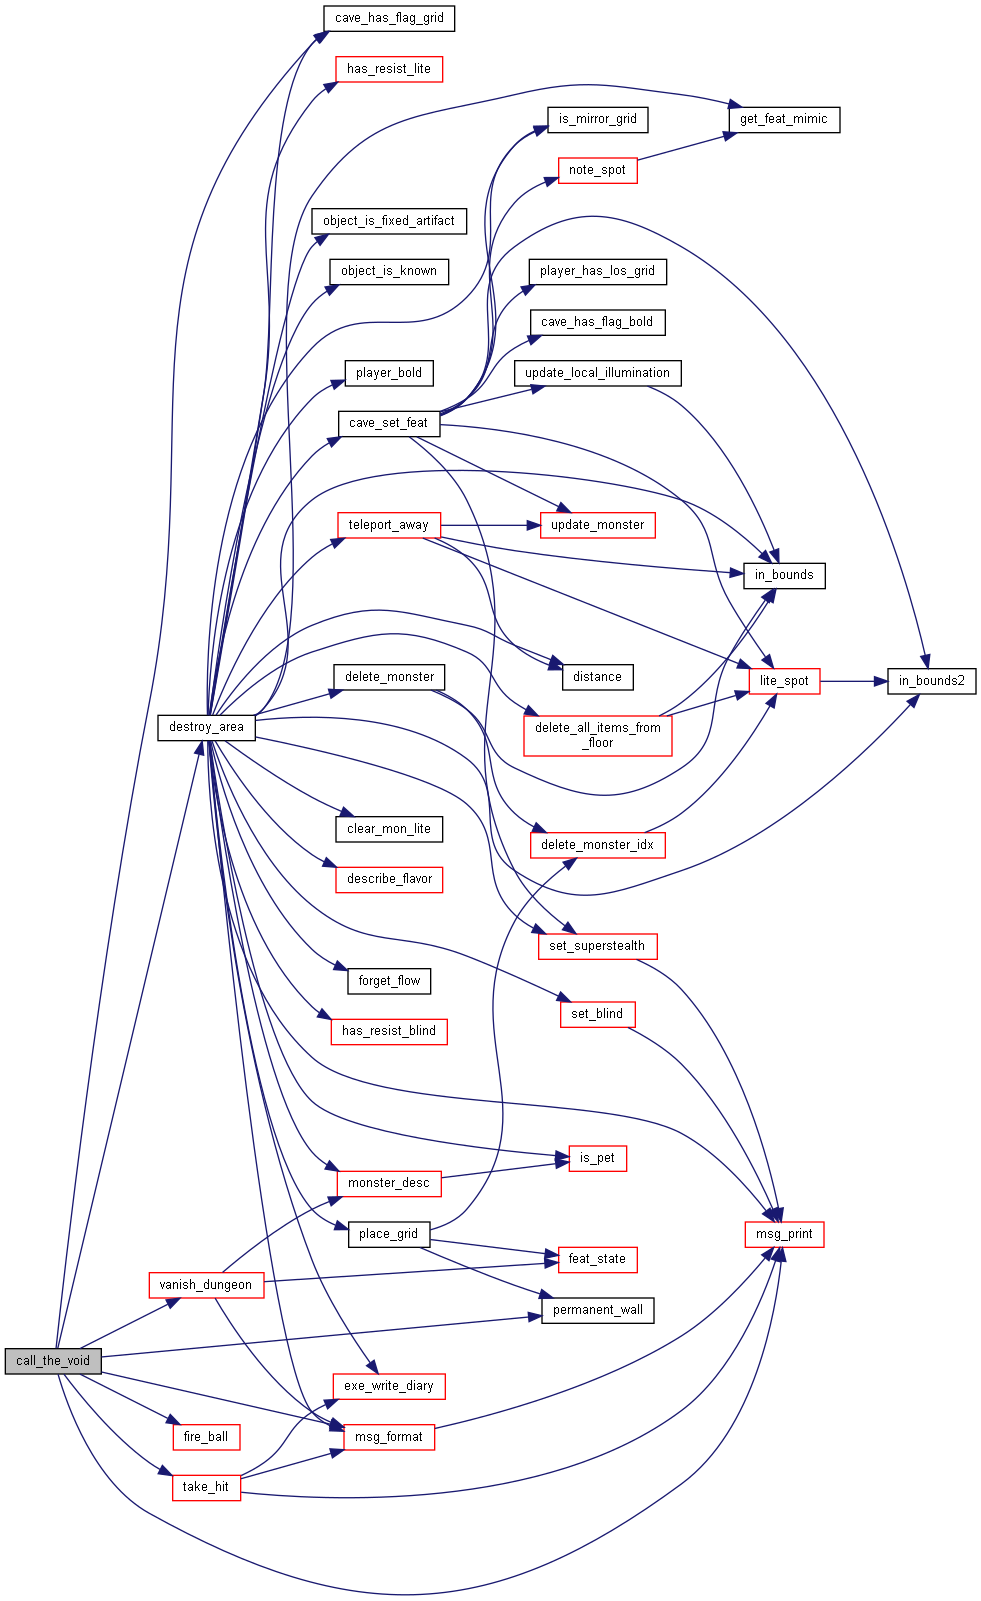 cave_has_flag_grid
has_resist_lite
get_feat_mimic
is_mirror_grid
note_spot
object_is_fixed_artifact
object_is_known
player_has_los_grid
cave_has_flag_bold
player_bold
update_local_illumination
cave_set_feat
teleport_away
update_monster
in_bounds
delete_monster
distance
lite_spot
in_bounds2
destroy_area
delete_all_items_from
_floor
clear_mon_lite
delete_monster_idx
describe_flavor
set_superstealth
forget_flow
set_blind
has_resist_blind
is_pet
monster_desc
place_grid
msg_print
feat_state
vanish_dungeon
permanent_wall
call_the_void
exe_write_diary
fire_ball
msg_format
take_hit